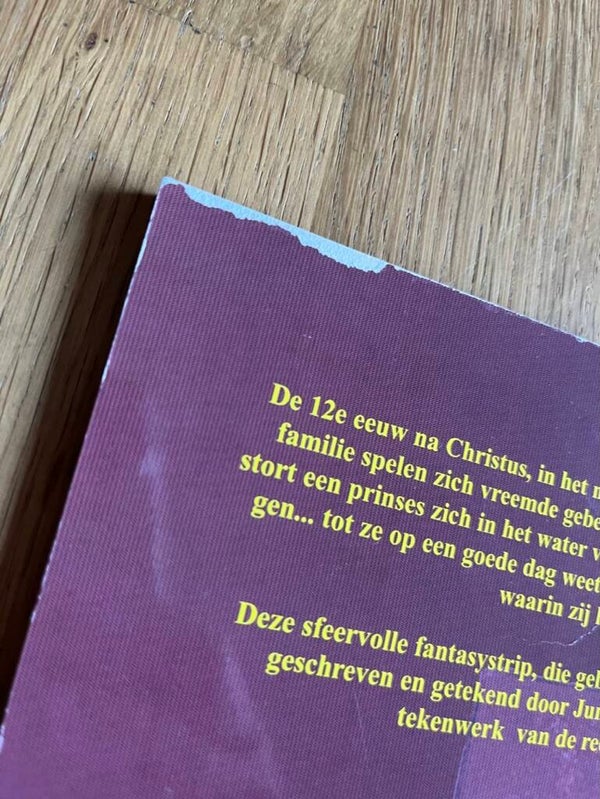 De 12e eeuw na Christus, in het
familie spelen zich vreemde
stort een prinses zich in het water
gen... tot ze op een goede dag weet
waarin zij
Deze sfeervolle fantasystrip, die
geschreven en getekend door
tekenwerk van de